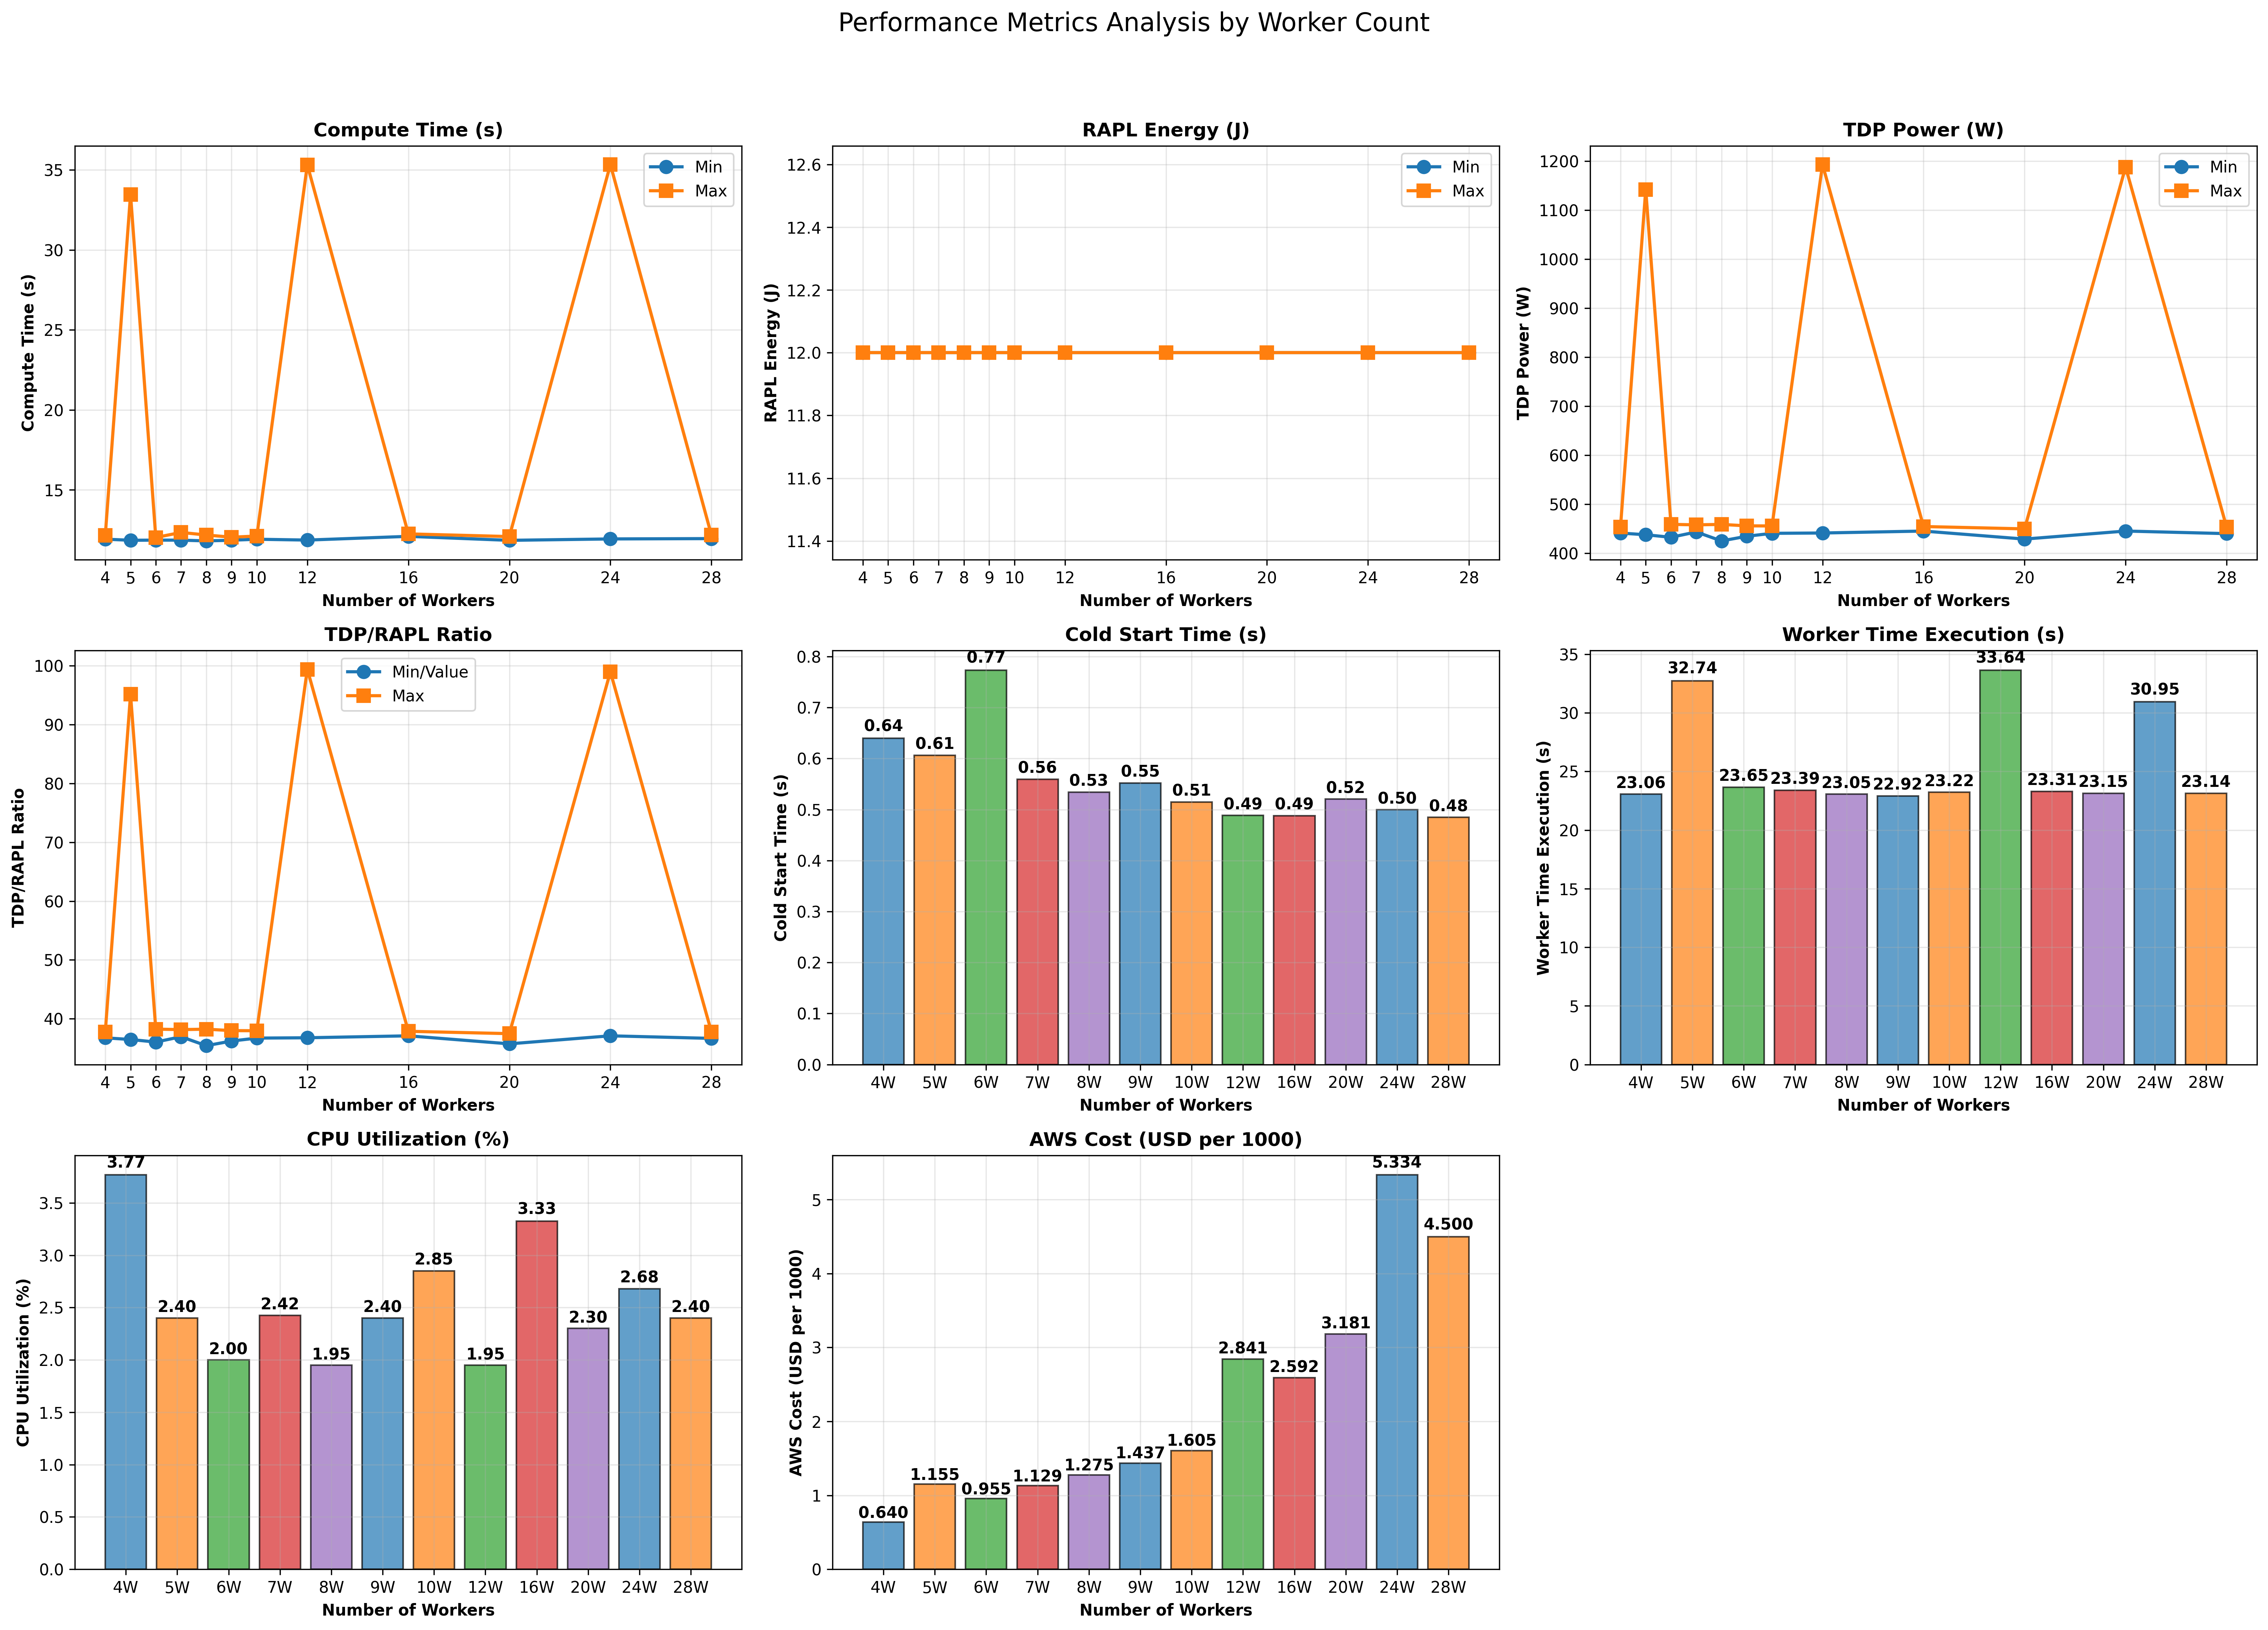 Performance Metrics Analysis by Worker Count
Compute Time (s)
Compute Time (s)
35
30
25
20
15
Min
Max
4 5 6 7 8 9 10 12 16 20 24 28
Number of Workers
RAPL Energy (J)
RAPL Energy (J)
12.6
12.4
12.2
12.0
11.8
11.6
11.4
Min
Max
4 5 6 7 8 9 10 12 16 20 24 28
Number of Workers
TDP Power (W)
TDP Power (W)
1200
1100
1000
900
800
700
600
500
400
Min
Max
4 5 6 7 8 9 10 12 16 20 24 28
Number of Workers
TDP/RAPL Ratio
TDP/RAPL Ratio
100
90
80
70
60
50
40
Min/Value
Max
4 5 6 7 8 9 10 12 16 20 24 28
Number of Workers
Cold Start Time (s)
Cold Start Time (s)
0.8
0.7
0.6
0.5
0.4
0.3
0.2
0.1
0.0
0.64 0.61 0.77 0.56 0.53 0.55 0.51 0.49 0.49 0.52 0.50 0.48
4W 5W 6W 7W 8W 9W 10W 12W 16W 20W 24W 28W
Number of Workers
Worker Time Execution (s)
Worker Time Execution (s)
35
30
25
20
15
10
5
0
23.06 32.74 23.65 23.39 23.05 22.92 23.22 33.64 23.31 23.15 30.95 23.14
4W 5W 6W 7W 8W 9W 10W 12W 16W 20W 24W 28W
Number of Workers
CPU Utilization (%)
CPU Utilization (%)
3.5
3.0
2.5
2.0
1.5
1.0
0.5
0.0
3.77 2.40 2.00 2.42 1.95 2.40 2.85 1.95 3.33 2.30 2.68 2.40
4W 5W 6W 7W 8W 9W 10W 12W 16W 20W 24W 28W
Number of Workers
AWS Cost (USD per 1000)
AWS Cost (USD per 1000)
5
4
3
2
1
0
0.640 1.155 0.955 1.129 1.275 1.437 1.605 2.841 2.592 3.181 5.334 4.500
4W 5W 6W 7W 8W 9W 10W 12W 16W 20W 24W 28W
Number of Workers